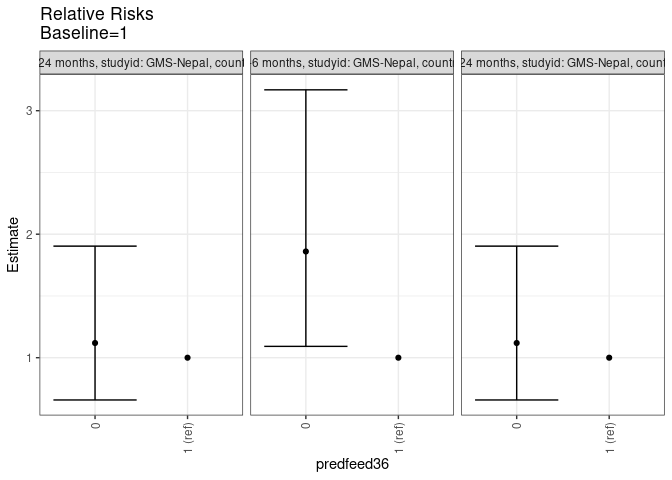 Relative Risks
Baseline=1
24 months, studyid: GMS-Nepal, count
-6 months, studyid: GMS-Nepal, countr
24 months, studyid: GMS-Nepal, count
3
2
1
Estimate
0
1 (ref)
0
1 (ref)
0
1 (ref)
predfeed36